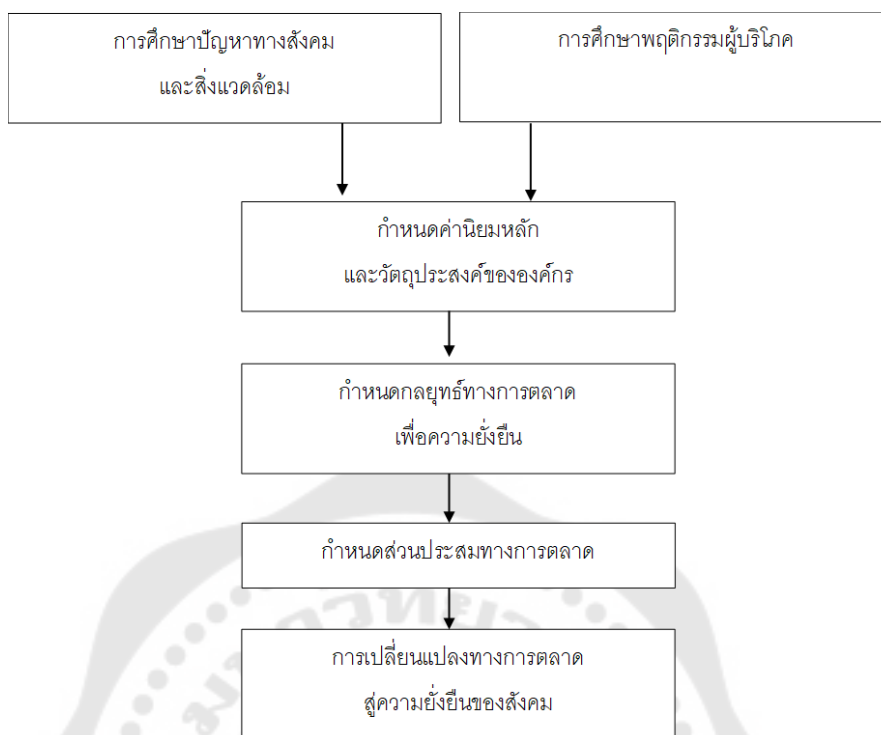 การศึกษาปัญหาทางสังคม
และสิ่งแวดล้อม
การศึกษาพฤติกรรมผู้บริโภค
กำหนดค่านิยมหลัก
และวัตถุประสงค์ขององค์กร
กำหนดกลยุทธ์ทางการตลาด
เพื่อความยั่งยืน
กำหนดส่วนประสมทางการตลาด
การเปลี่ยนแปลงทางการตลาด
สู่ความยั่งยืนของสังคม